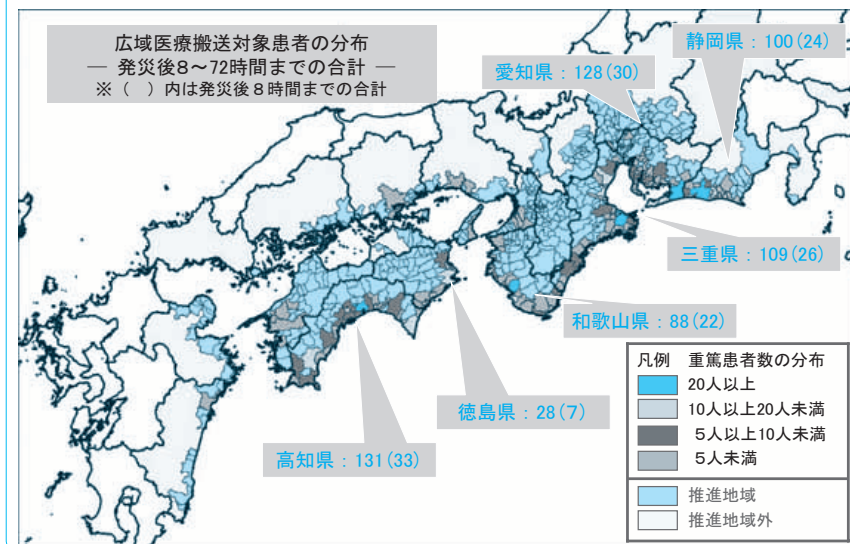 広域医療搬送対象患者の分布
― 発災後8～72時間までの合計 ―
※（　）内は発災後８時間までの合計
静岡県：100(24)
愛知県：128(30)
三重県：109(26)
和歌山県：88(22)
徳島県：28(7)
高知県：131(33)
凡例　重篤患者数の分布
20人以上
10人以上20人未満
５人以上10人未満
５人未満
推進地域
推進地域外